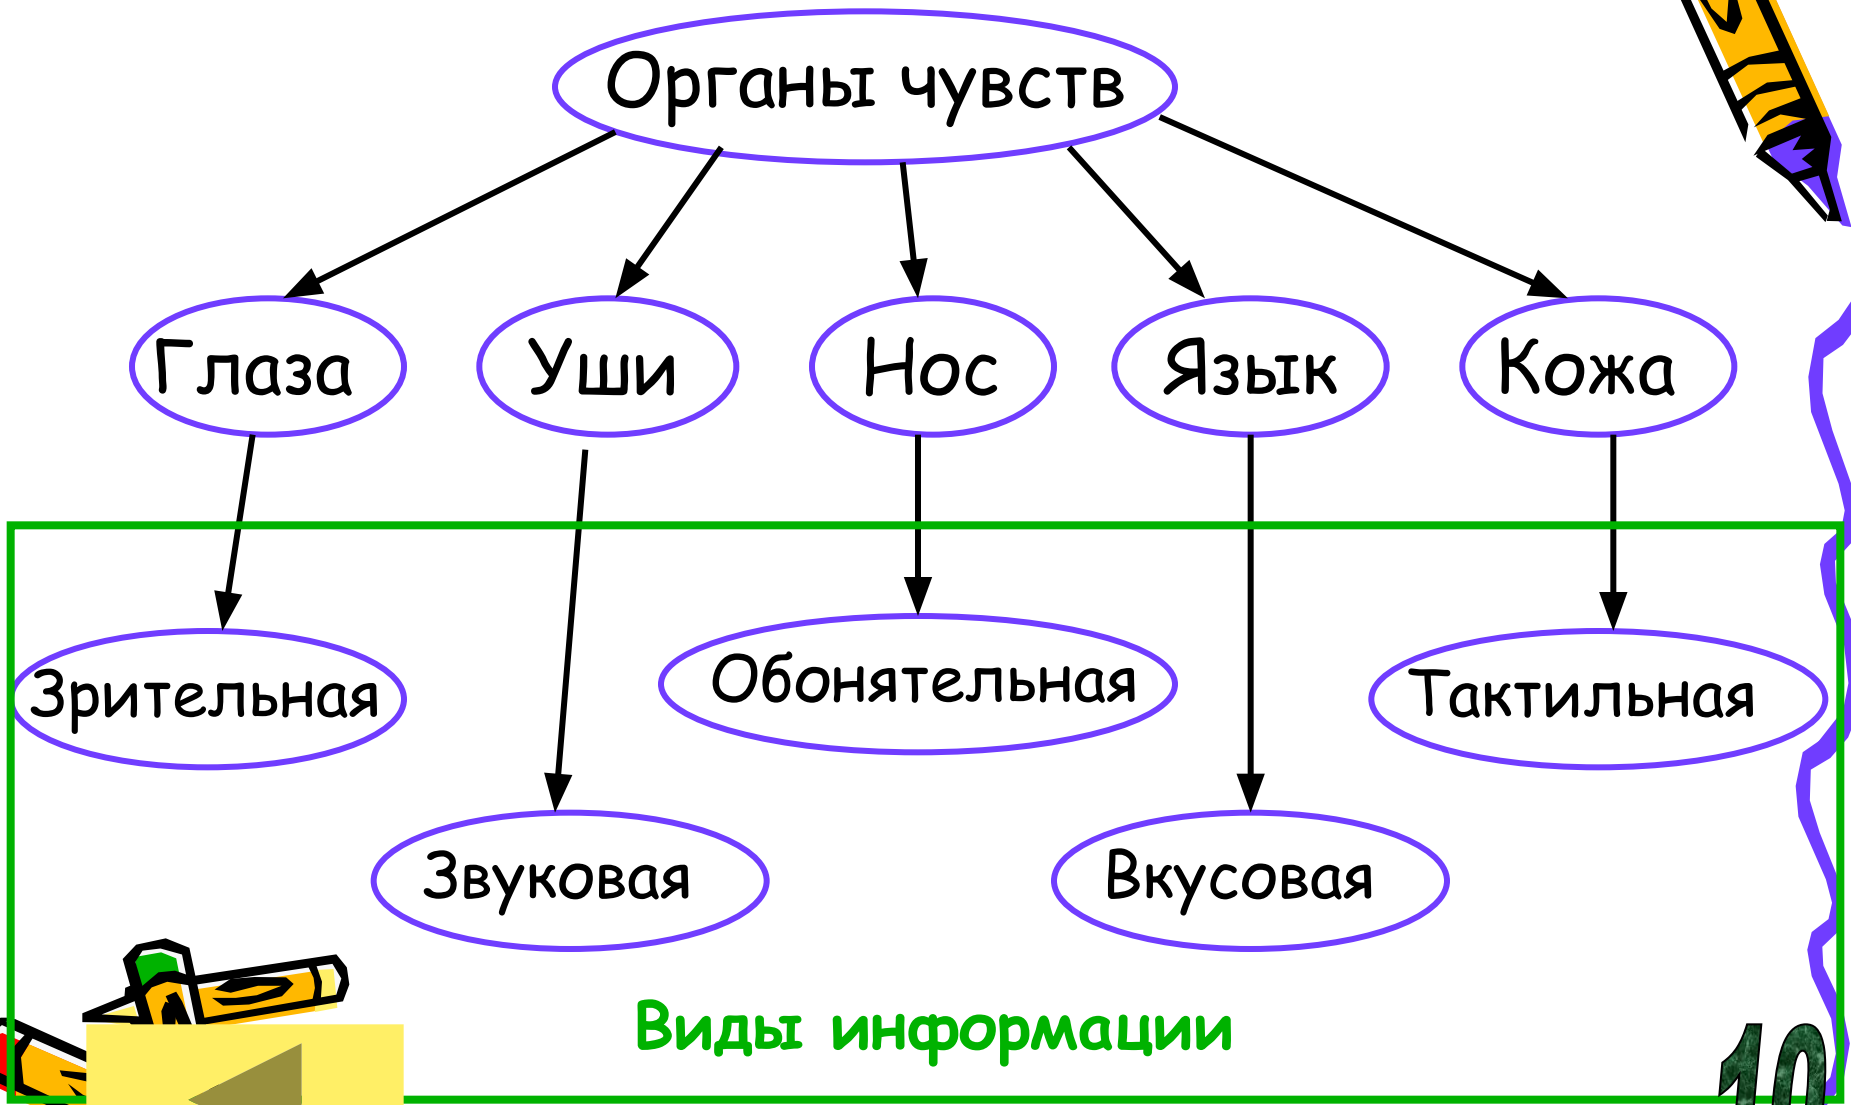 Органы чувств
Глаза
Уши
Нос
Язык
Кожа
Зрительная
Обонятельная
Тактильная
Звуковая
Вкусовая
Виды информации
10